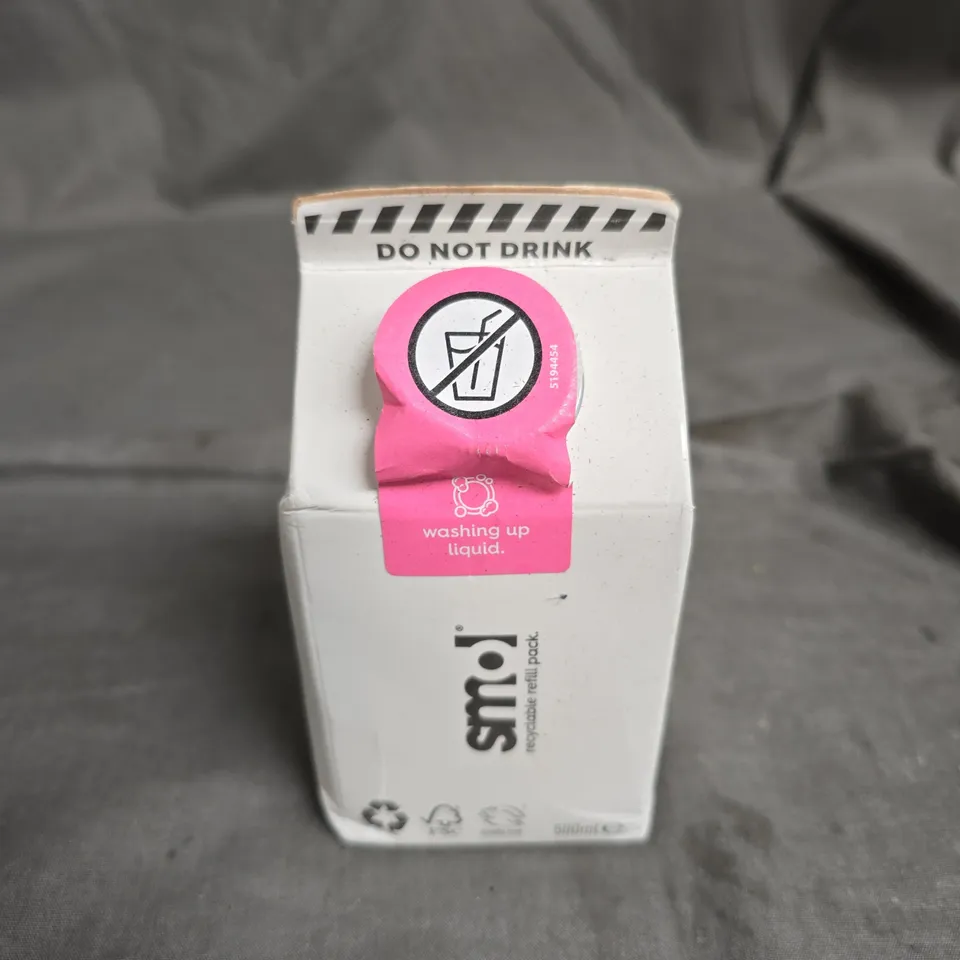 DO NOT DRINK
5194454
washing up
liquid.
smol®
recyclable refill pack.